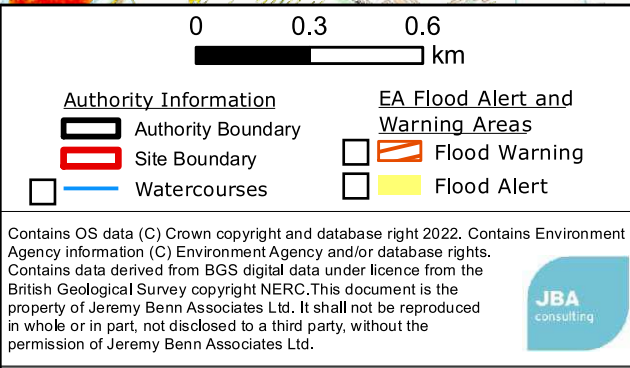 0 0.3 0.6
km
Authority Information
Authority Boundary
Site Boundary
Watercourses
EA Flood Alert and
Warning Areas
Flood Warning
Flood Alert
Contains OS data (C) Crown copyright and database right 2022. Contains Environment
Agency information (C) Environment Agency and/or database rights.
Contains data derived from BGS digital data under licence from the
British Geological Survey copyright NERC.This document is the
property of Jeremy Benn Associates Ltd. It shall not be reproduced
in whole or in part, not disclosed to a third party, without the
permission of Jeremy Benn Associates Ltd.
JBA
consulting